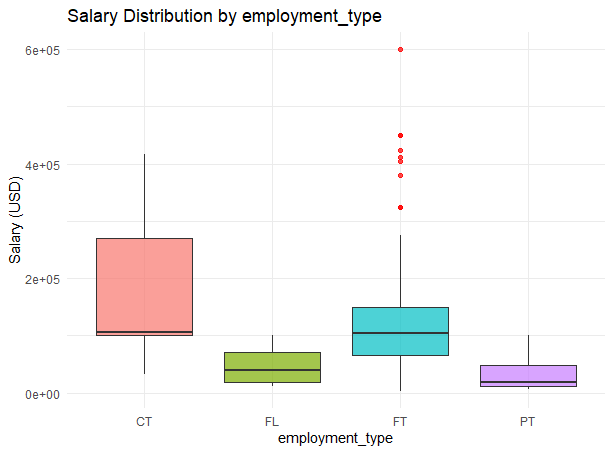 Salary Distribution by employment_type
6e+05
4e+05
2e+05
0e+00
Salary (USD)
CT FL FT PT
employment_type